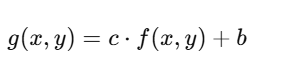 g(x, y) = c · f(x, y) + b